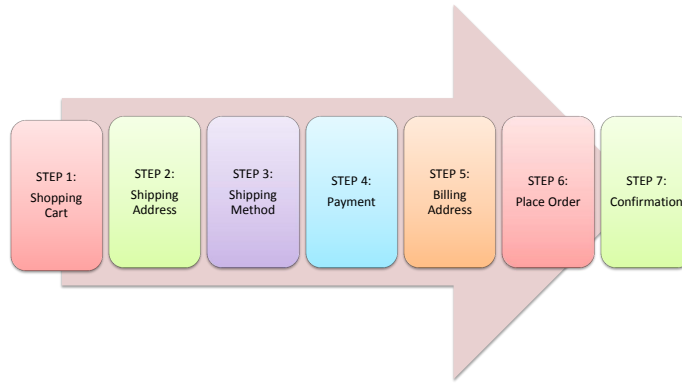 STEP 1:
Shopping
Cart
STEP 2:
Shipping
Address
STEP 3:
Shipping
Method
STEP 4:
Payment
STEP 5:
Billing
Address
STEP 6:
Place Order
STEP 7:
Confirmation